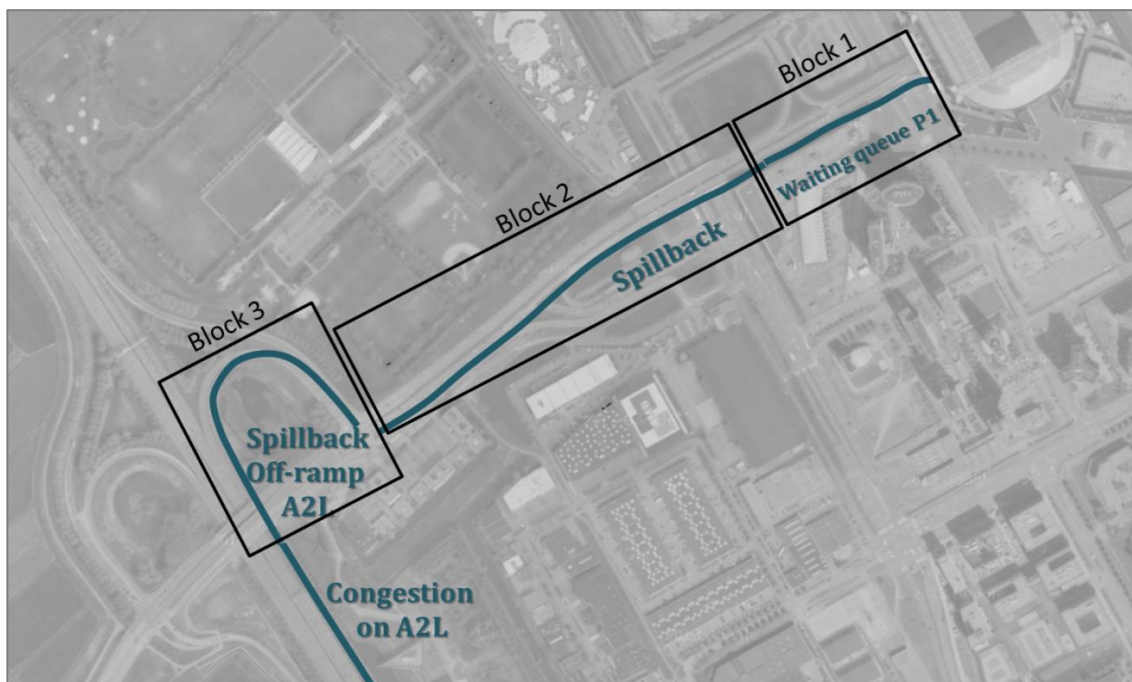 Block 1
Waiting queue P1
Block 2
Spillback
Block 3
Spillback
Off-ramp
A2L
Congestion
on A2L